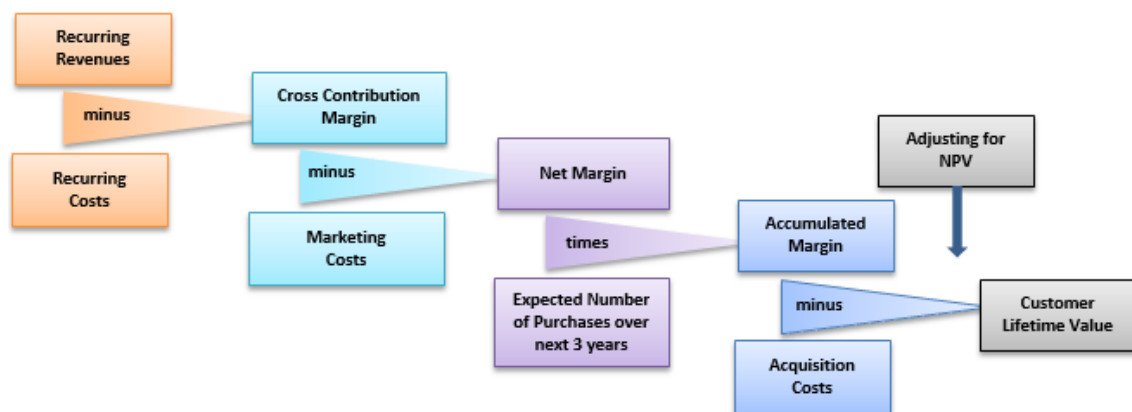 Recurring
Revenues
minus
Recurring
Costs
Cross Contribution
Margin
minus
Marketing
Costs
Net Margin
times
Expected Number
of Purchases over
next 3 years
Accumulated
Margin
minus
Acquisition
Costs
Adjusting for
NPV
Customer
Lifetime Value